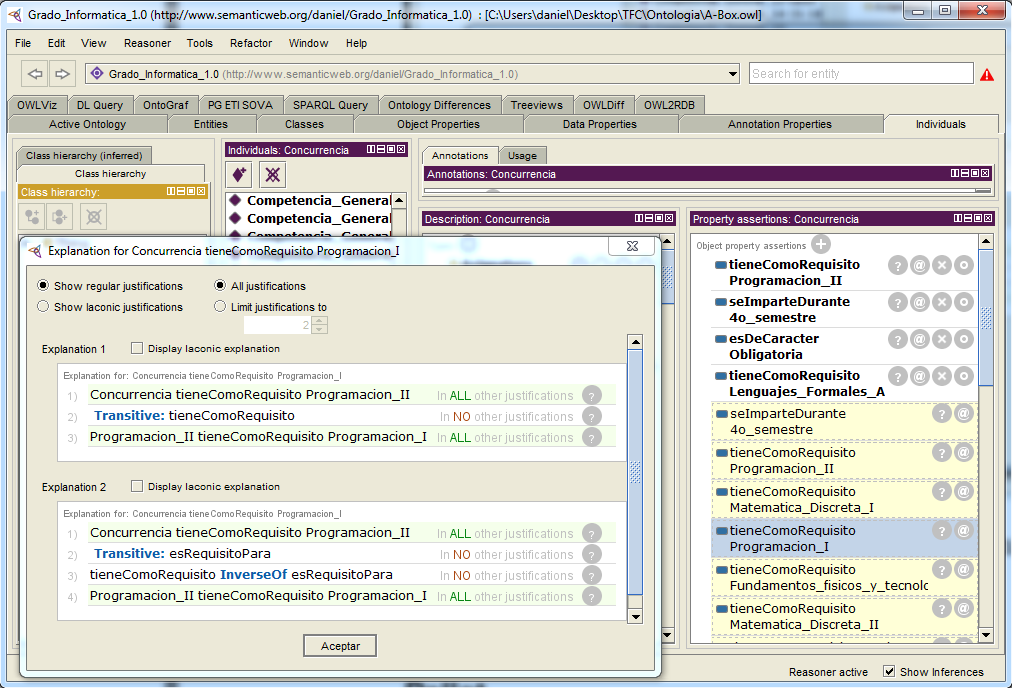 Grado_Informatica_1.0 (http://www.semanticweb.org/daniel/Grado_Informatica_1.0)  : [C:\Users\daniel\Desktop\TFC\Ontologia\A-Box.owl]
File Edit View Reasoner Tools Refactor Window Help
Grado_Informatica_1.0 (http://www.semanticweb.org/daniel/Grado_Informatica_1.0)
Search for entity
OWLViz DL Query OntoGraf PG ETI SOVA SPARQL Query Ontology Differences Treeviews OWLDiff OWL2RDB
Active Ontology Entities Classes Object Properties Data Properties Annotation Properties Individuals
Class hierarchy (inferred)
Class hierarchy
Class hierarchy:
Individuals: Concurrencia
Competencia_General
Competencia_General
Competencia_General
Annotations Usage
Annotations: Concurrencia
Description: Concurrencia
Property assertions: Concurrencia
Object property assertions
tieneComoRequisito
Programacion_II
seImparteDurante
4o_semestre
esDeCaracter
Obligatoria
tieneComoRequisito
Lenguajes_Formales_A
seImparteDurante
4o_semestre
tieneComoRequisito
Programacion_II
tieneComoRequisito
Matematica_Discreta_I
tieneComoRequisito
Programacion_I
tieneComoRequisito
Fundamentos_fisicos_y_tecnolo
tieneComoRequisito
Matematica_Discreta_II
Explanation for Concurrencia tieneComoRequisito Programacion_I
Show regular justifications All justifications
Show laconic justifications Limit justifications to
2
Explanation 1 Display laconic explanation
Explanation for: Concurrencia tieneComoRequisito Programacion_I
1) Concurrencia tieneComoRequisito Programacion_II In ALL other justifications
2) Transitive: tieneComoRequisito In NO other justifications
3) Programacion_II tieneComoRequisito Programacion_I In ALL other justifications
Explanation 2 Display laconic explanation
Explanation for: Concurrencia tieneComoRequisito Programacion_I
1) Concurrencia tieneComoRequisito Programacion_II In ALL other justifications
2) Transitive: esRequisitoPara In NO other justifications
3) tieneComoRequisito InverseOf esRequisitoPara In NO other justifications
4) Programacion_II tieneComoRequisito Programacion_I In ALL other justifications
Aceptar
Reasoner active Show Inferences